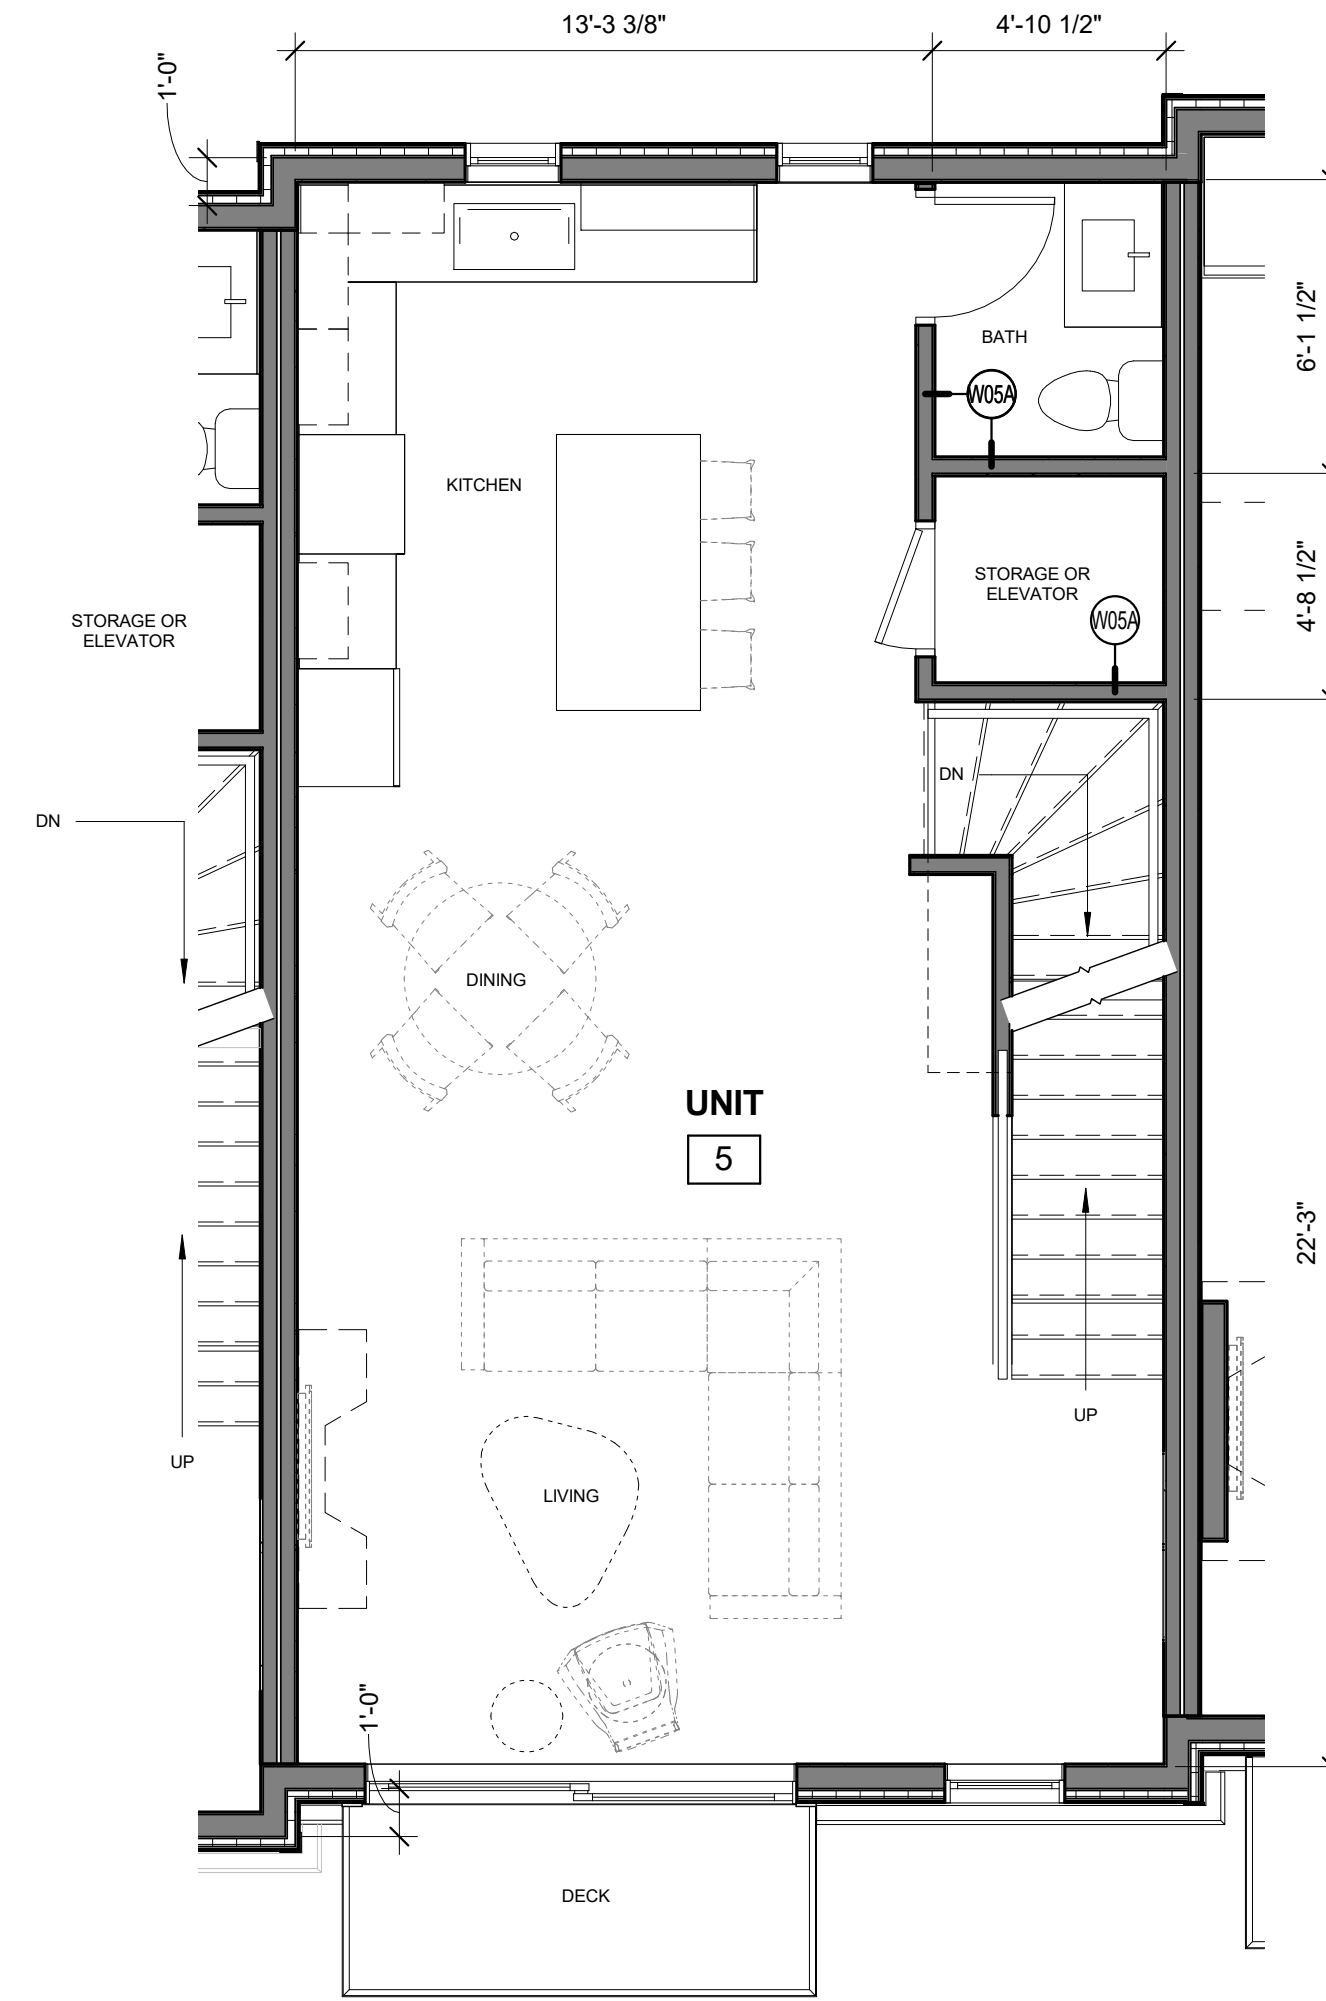 13'-3 3/8"
4'-10 1/2"
1'-0"
6'-1 1/2"
BATH
W05A
KITCHEN
4'-8 1/2"
STORAGE OR
ELEVATOR
W05A
STORAGE OR
ELEVATOR
DN
DN
DINING
UNIT
5
22'-3"
UP
UP
LIVING
1'-0"
DECK